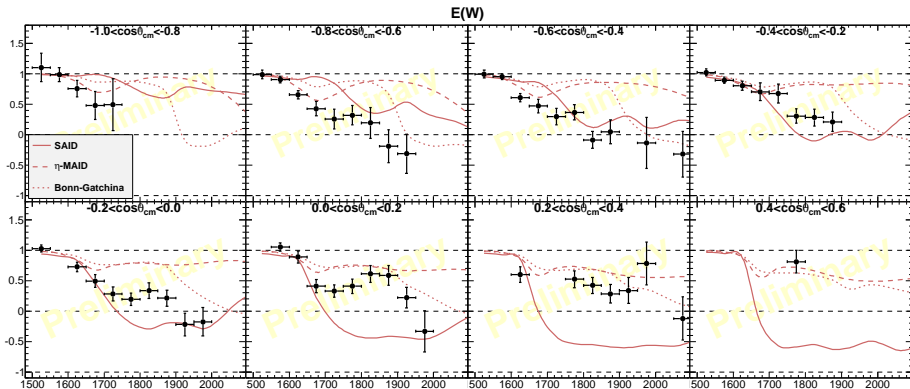 E(W)
-1.0<cosθcm<-0.8
-0.8<cosθcm<-0.6
-0.6<cosθcm<-0.4
-0.4<cosθcm<-0.2
1.5
1
0.5
0
-0.5
-1
Preliminary
Preliminary
Preliminary
Preliminary
SAID
η-MAID
Bonn-Gatchina
-0.2<cosθcm<0.0
0.0<cosθcm<0.2
0.2<cosθcm<0.4
0.4<cosθcm<0.6
1.5
1
0.5
0
-0.5
-1
Preliminary
Preliminary
Preliminary
Preliminary
1500 1600 1700 1800 1900 2000
500 1600 1700 1800 1900 2000
500 1600 1700 1800 1900 2000
500 1600 1700 1800 1900 2000